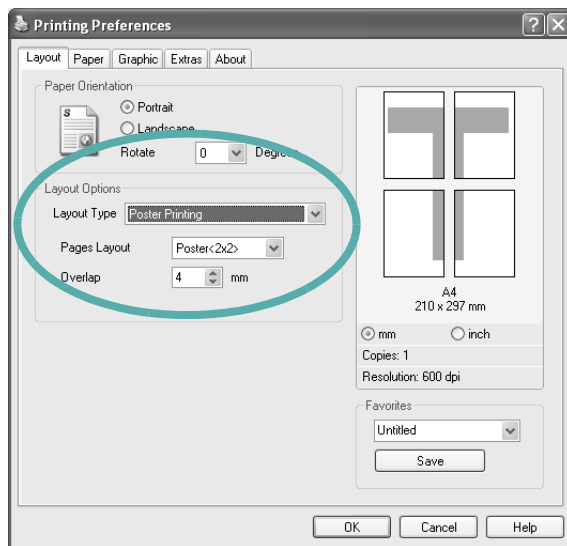 Printing Preferences
Layout Paper Graphic Extras About
Paper Orientation
S
Portrait
Landscape
Rotate 0 Degrees
Layout Options
Layout Type Poster Printing
Pages Layout Poster<2x2>
Overlap 4 mm
A4
210 x 297 mm
mm inch
Copies: 1
Resolution: 600 dpi
Favorites
Untitled
Save
OK Cancel Help